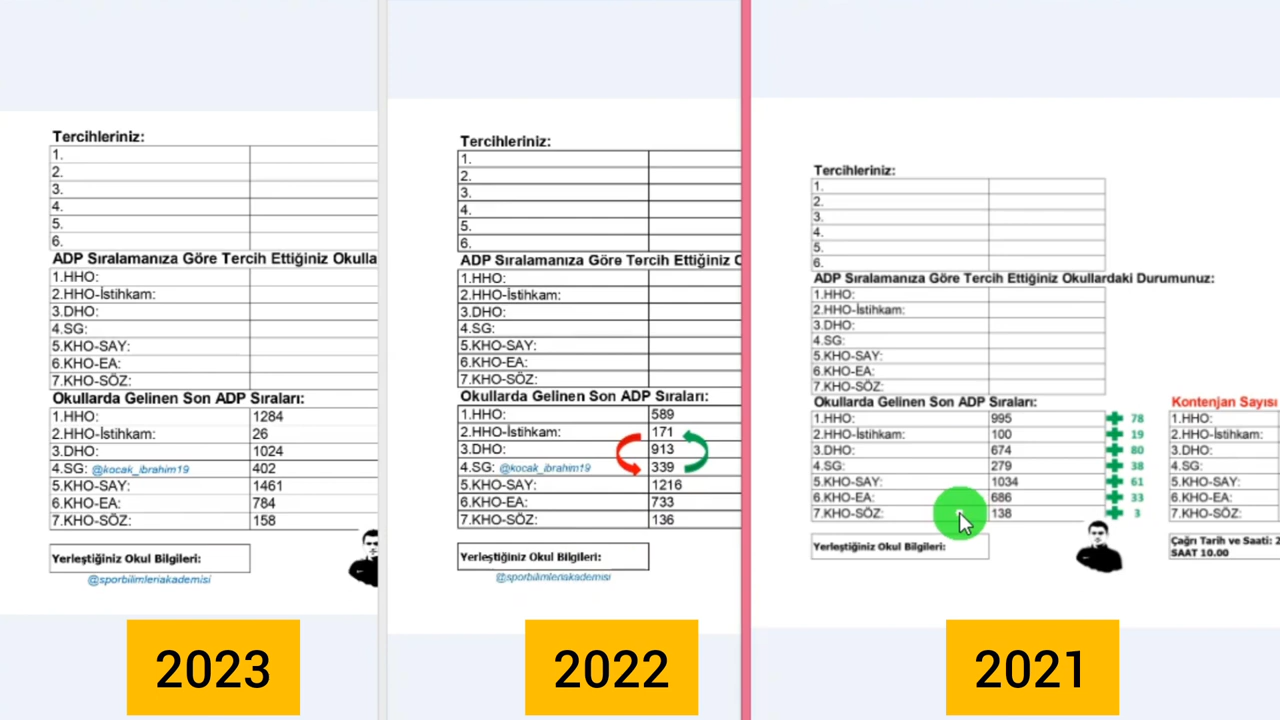 Tercihleriniz:
1.
2.
3.
4.
5.
6.
ADP Sıralamanıza Göre Tercih Ettiğiniz Okulla
1.HHO:
2.HHO-İstihkam:
3.DHO:
4.SG:
5.KHO-SAY:
6.KHO-EA:
7.KHO-SÖZ:
Okullarda Gelinen Son ADP Sıraları:
1.HHO: 1284
2.HHO-İstihkam: 26
3.DHO: 1024
4.SG: @kocak_ibrahim19 402
5.KHO-SAY: 1461
6.KHO-EA: 784
7.KHO-SÖZ: 158
Yerleştiğiniz Okul Bilgileri:
@sporbilimleriakademisi
2023
Tercihleriniz:
1.
2.
3.
4.
5.
6.
ADP Sıralamanıza Göre Tercih Ettiğiniz O
1.HHO:
2.HHO-İstihkam:
3.DHO:
4.SG:
5.KHO-SAY:
6.KHO-EA:
7.KHO-SÖZ:
Okullarda Gelinen Son ADP Sıraları:
1.HHO: 589
2.HHO-İstihkam: 171
3.DHO: 913
4.SG: @kocak_ibrahim19 339
5.KHO-SAY: 1216
6.KHO-EA: 733
7.KHO-SÖZ: 136
Yerleştiğiniz Okul Bilgileri:
@sporbilimleriakademisi
2022
Tercihleriniz:
1.
2.
3.
4.
5.
6.
ADP Sıralamanıza Göre Tercih Ettiğiniz Okullardaki Durumunuz:
1.HHO:
2.HHO-İstihkam:
3.DHO:
4.SG:
5.KHO-SAY:
6.KHO-EA:
7.KHO-SÖZ:
Okullarda Gelinen Son ADP Sıraları:
1.HHO: 995 + 78
2.HHO-İstihkam: 100 + 19
3.DHO: 674 + 80
4.SG: 279 + 38
5.KHO-SAY: 1034 + 61
6.KHO-EA: 686 + 33
7.KHO-SÖZ: 138 + 3
Yerleştiğiniz Okul Bilgileri:
Kontenjan Sayısı
1.HHO:
2.HHO-İstihkam:
3.DHO:
4.SG:
5.KHO-SAY:
6.KHO-EA:
7.KHO-SÖZ:
Çağrı Tarih ve Saati: 2
SAAT 10.00
2021